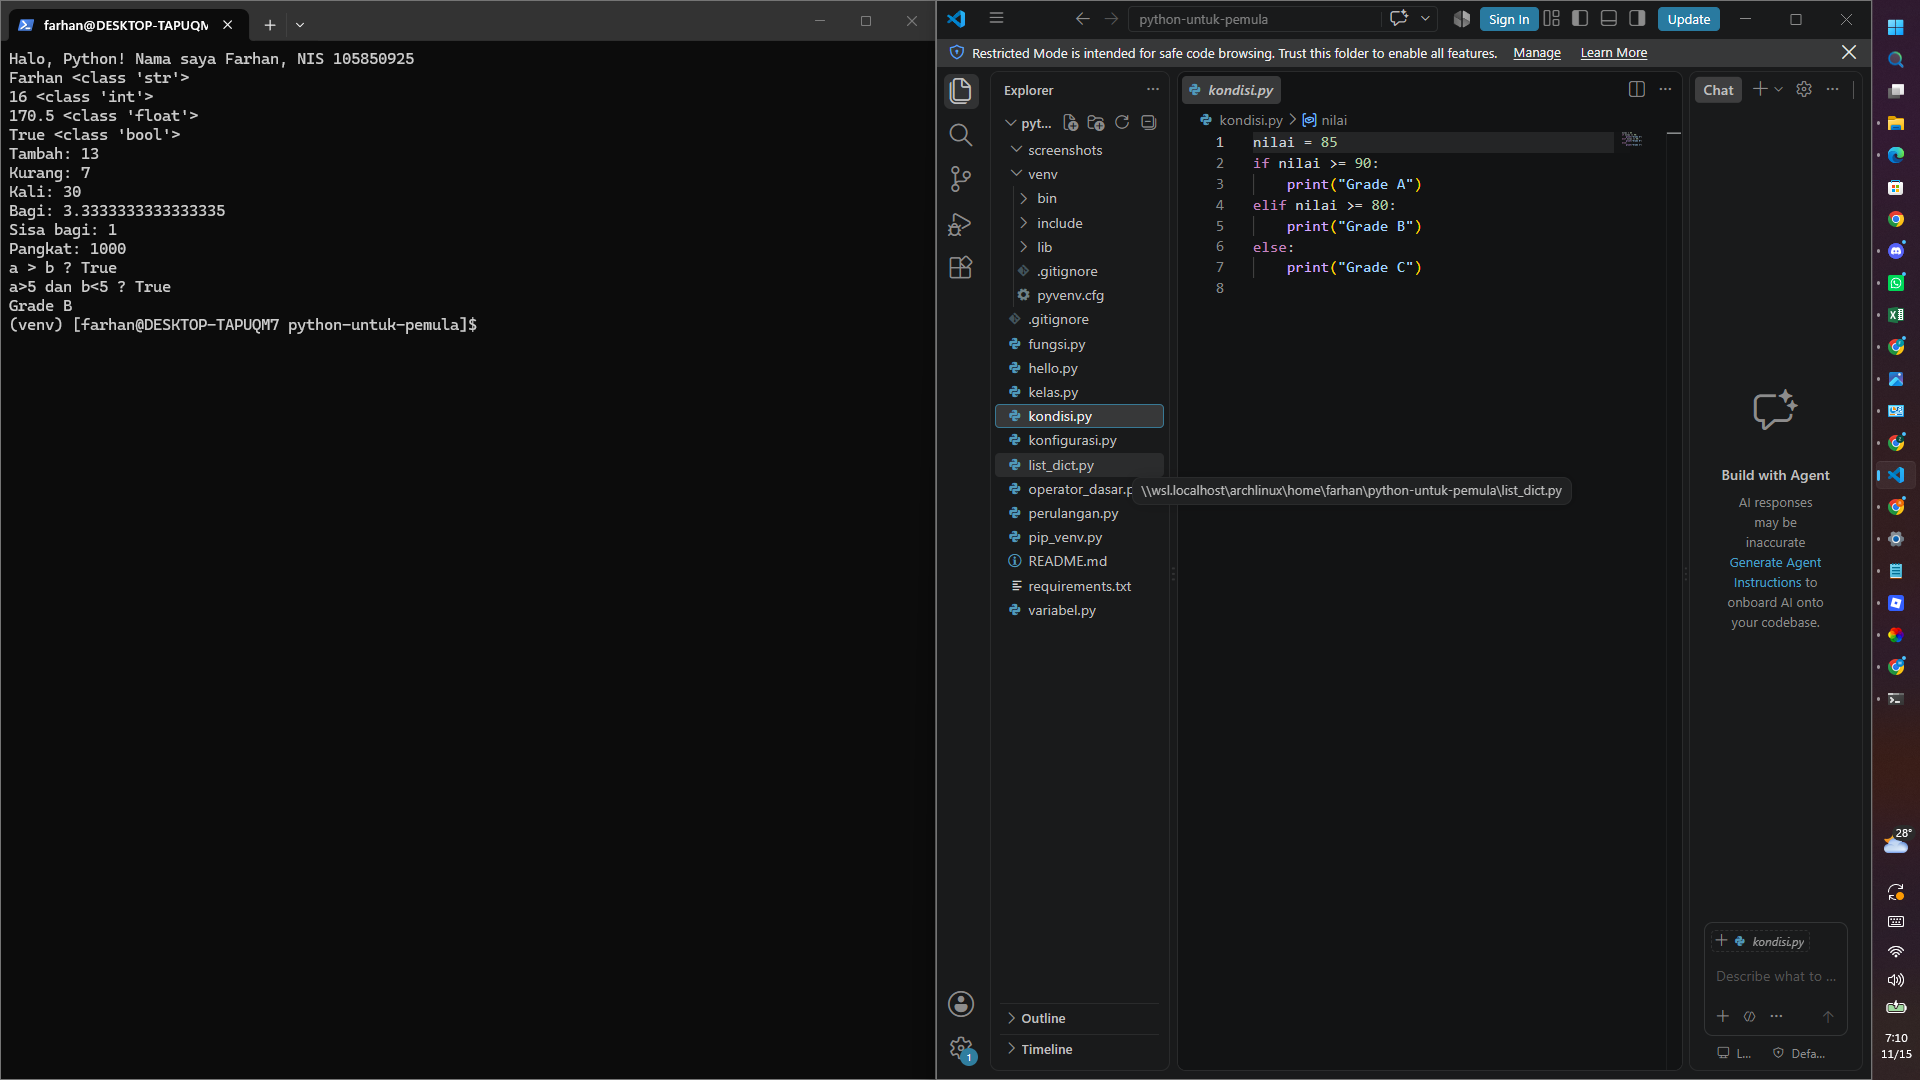 farhan@DESKTOP-TAPUQM
Halo, Python! Nama saya Farhan, NIS 105850925
Farhan <class 'str'>
16 <class 'int'>
170.5 <class 'float'>
True <class 'bool'>
Tambah: 13
Kurang: 7
Kali: 30
Bagi: 3.3333333333333335
Sisa bagi: 1
Pangkat: 1000
a > b ? True
a>5 dan b<5 ? True
Grade B
(venv) [farhan@DESKTOP-TAPUQM7 python-untuk-pemula]$
python-untuk-pemula
Sign In
Update
Restricted Mode is intended for safe code browsing. Trust this folder to enable all features. Manage Learn More
Explorer
pyt...
screenshots
venv
bin
include
lib
.gitignore
pyvenv.cfg
.gitignore
fungsi.py
hello.py
kelas.py
kondisi.py
konfigurasi.py
list_dict.py
operator_dasar.p
perulangan.py
pip_venv.py
README.md
requirements.txt
variabel.py
Outline
Timeline
1
kondisi.py
kondisi.py > nilai
1 nilai = 85
2 if nilai >= 90:
3 print("Grade A")
4 elif nilai >= 80:
5 print("Grade B")
6 else:
7 print("Grade C")
8
\\wsl.localhost\archlinux\home\farhan\python-untuk-pemula\list_dict.py
Chat
Build with Agent
AI responses
may be
inaccurate
Generate Agent
Instructions to
onboard AI onto
your codebase.
kondisi.py
Describe what to ...
L...
Defa...
28°
7:10
11/15